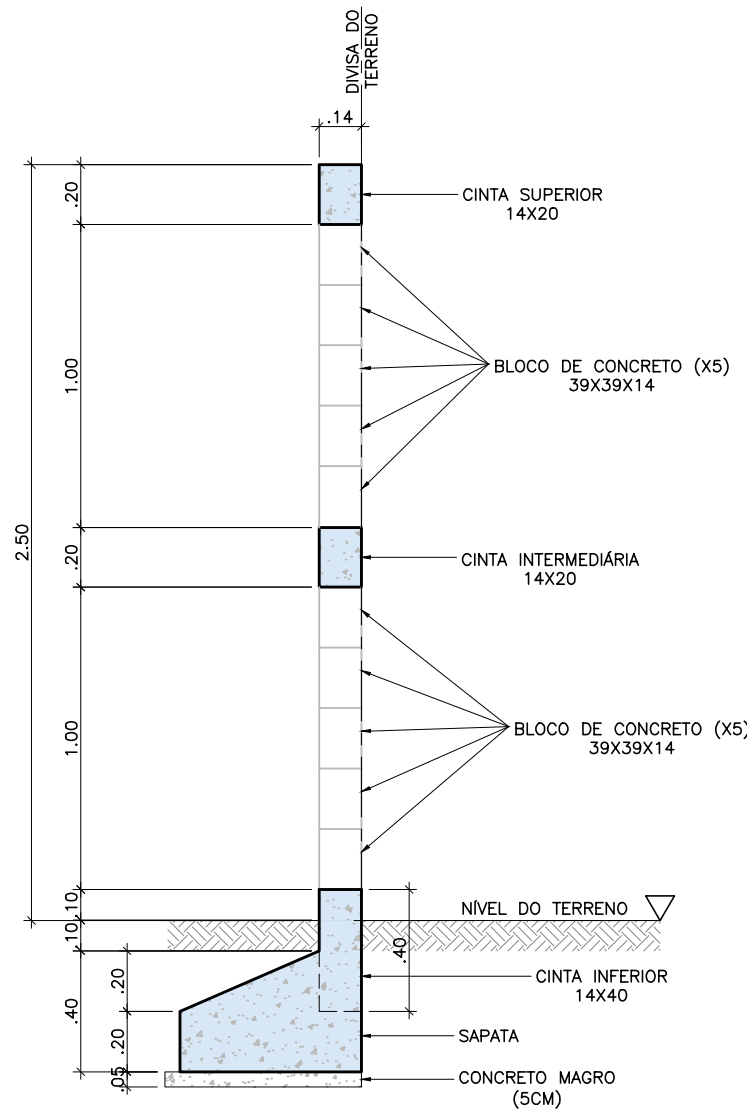 DIVISA DO
TERRENO
.14
.20
CINTA SUPERIOR
14X20
1.00
BLOCO DE CONCRETO (X5)
39X39X14
2.50
.20
CINTA INTERMEDIÁRIA
14X20
1.00
BLOCO DE CONCRETO (X5)
39X39X14
.10
NÍVEL DO TERRENO
.10
.40
.20
CINTA INFERIOR
14X40
.40
.20
SAPATA
.05
CONCRETO MAGRO
(5CM)